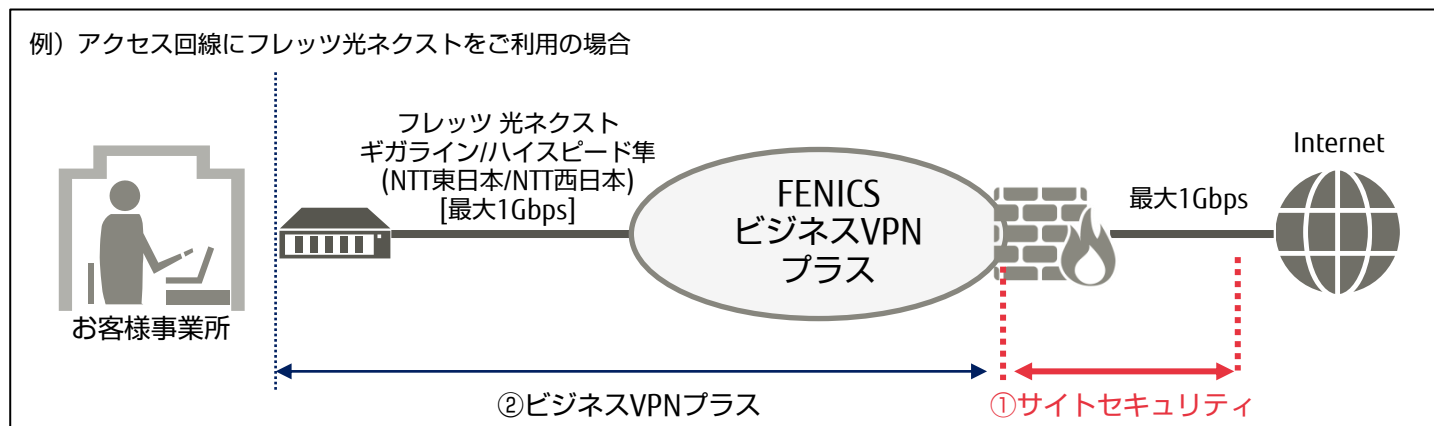 例）アクセス回線にフレッツ光ネクストをご利用の場合
フレッツ 光ネクスト
ギガライン/ハイスピード隼
(NTT東日本/NTT西日本)
[最大1Gbps]
FENICS
ビジネスVPN
プラス
最大1Gbps
Internet
お客様事業所
②ビジネスVPNプラス
①サイトセキュリティ